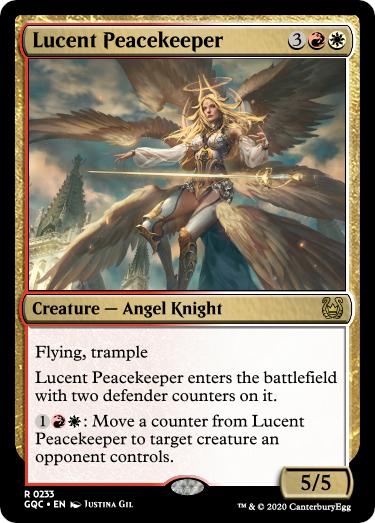 Lucent Peacekeeper 3
Creature — Angel Knight
Flying, trample
Lucent Peacekeeper enters the battlefield
with two defender counters on it.
1: Move a counter from Lucent
Peacekeeper to target creature an
opponent controls.
5/5
R 0233
GQC • EN Justina Gil
™ & © 2020 CanterburyEgg